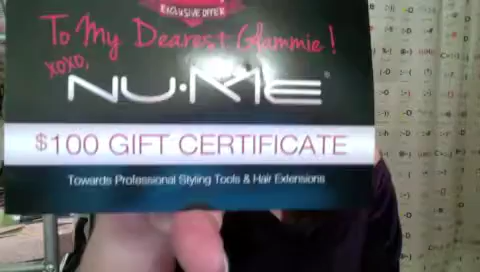 EXCLUSIVE OFFER
To My Dearest Glammie!
xoxo,
NU·ME®
$100 GIFT CERTIFICATE
Towards Professional Styling Tools & Hair Extensions